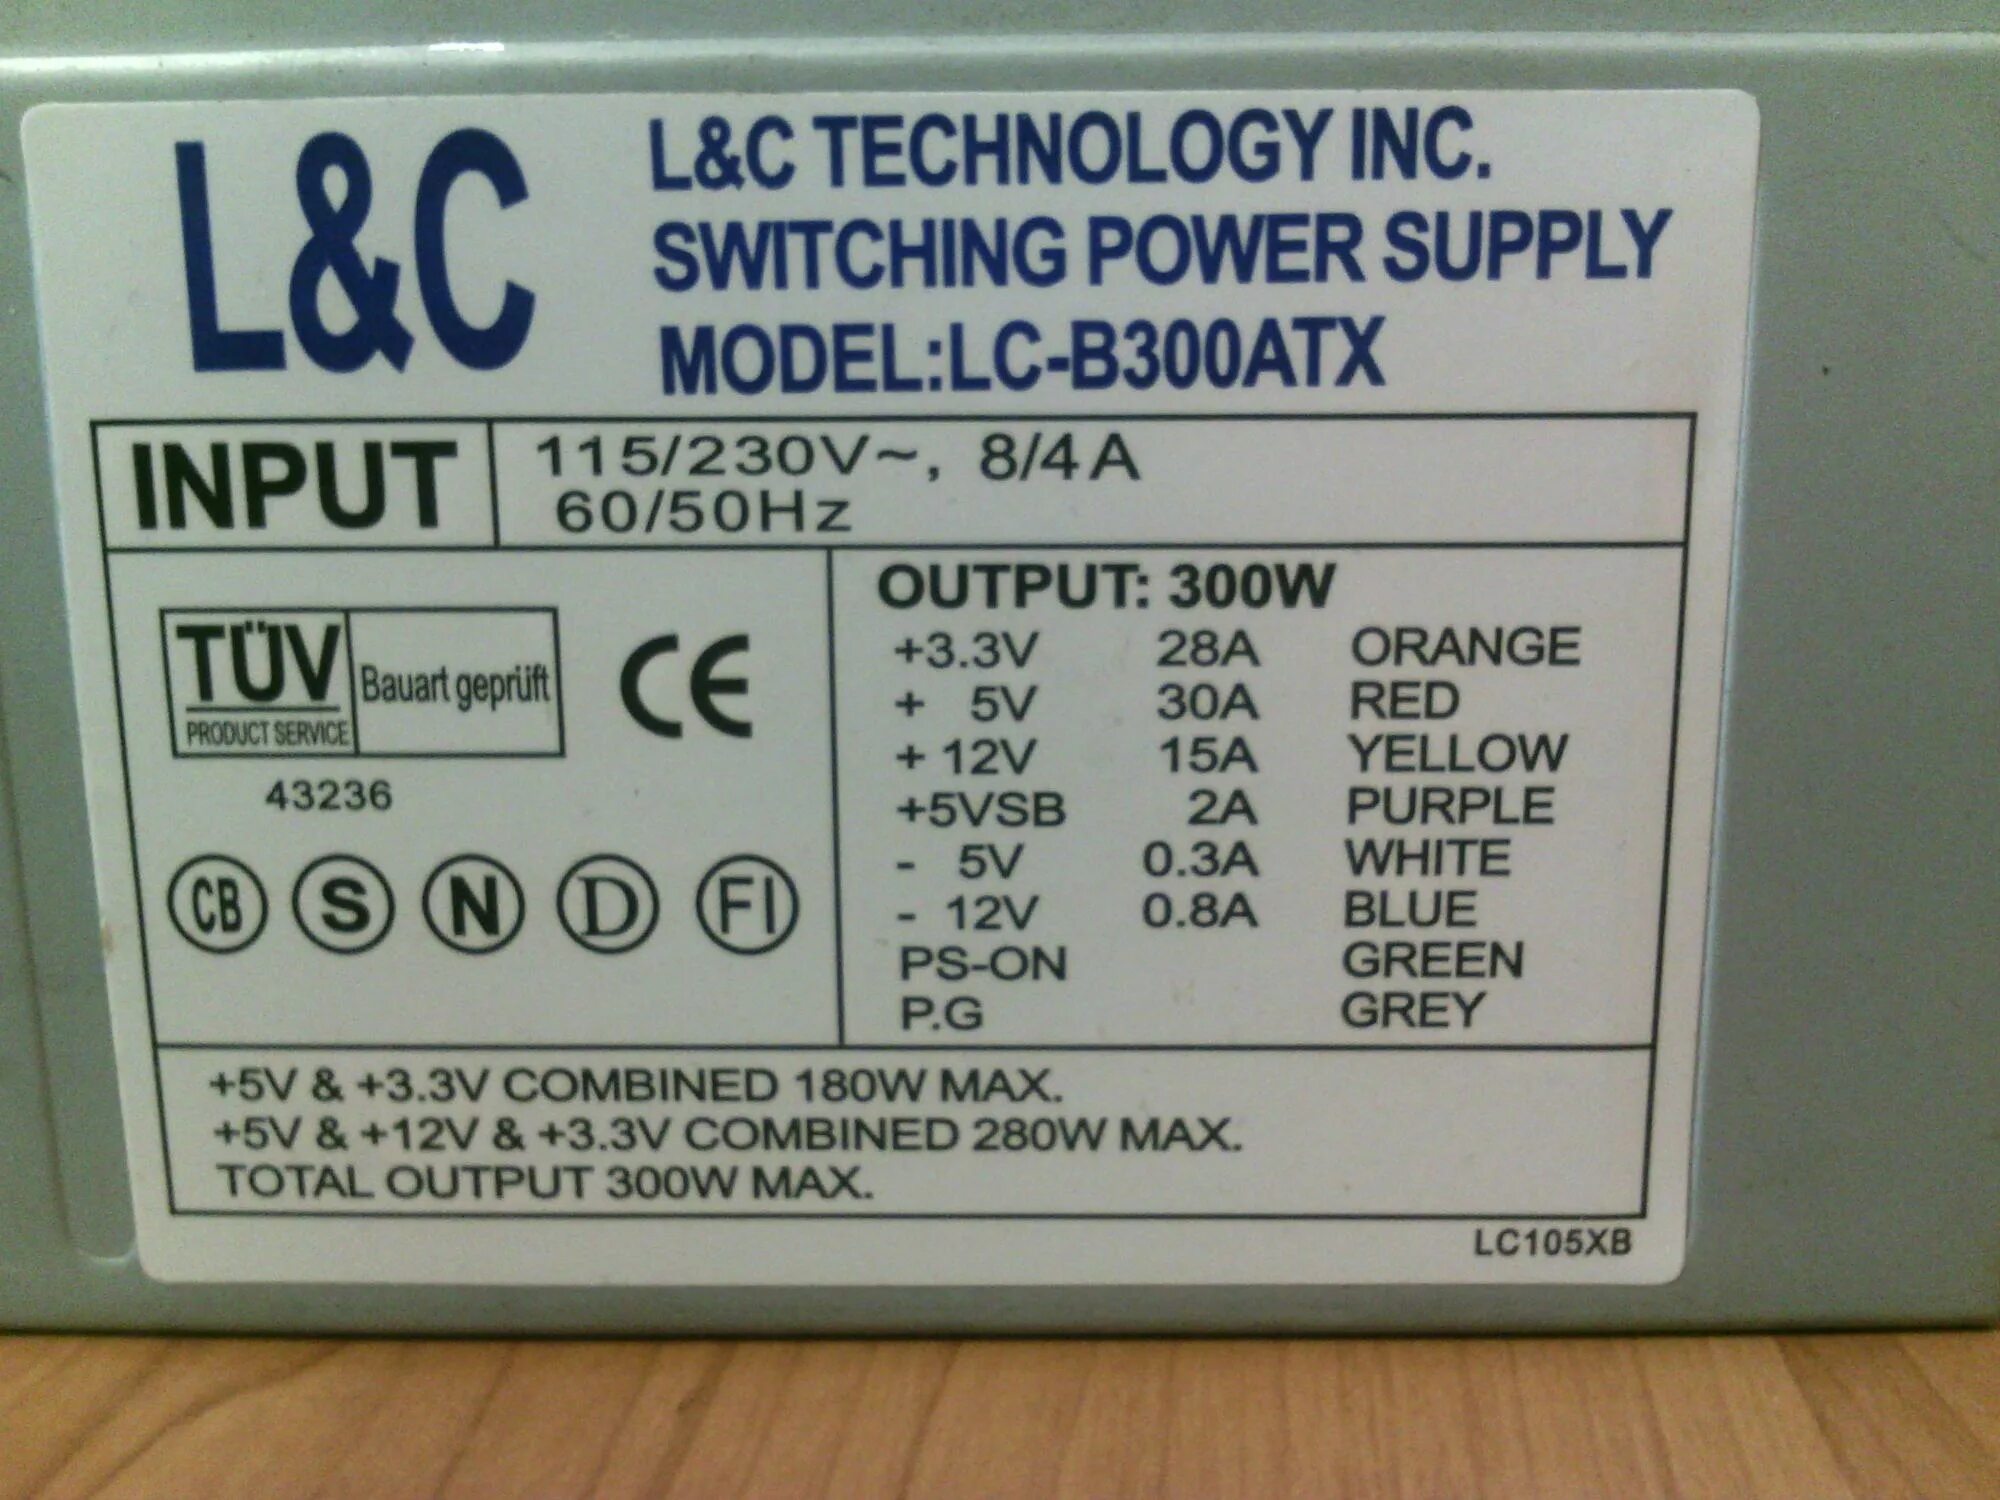 L&C
L&C TECHNOLOGY INC.
SWITCHING POWER SUPPLY
MODEL:LC-B300ATX
INPUT
115/230V~, 8/4A
60/50Hz
TÜV
PRODUCT SERVICE
Bauart geprüft
CE
43236
CB S N D FI
OUTPUT: 300W
+3.3V 28A ORANGE
+ 5V 30A RED
+ 12V 15A YELLOW
+5VSB 2A PURPLE
- 5V 0.3A WHITE
- 12V 0.8A BLUE
PS-ON GREEN
P.G GREY
+5V & +3.3V COMBINED 180W MAX.
+5V & +12V & +3.3V COMBINED 280W MAX.
TOTAL OUTPUT 300W MAX.
LC105XB